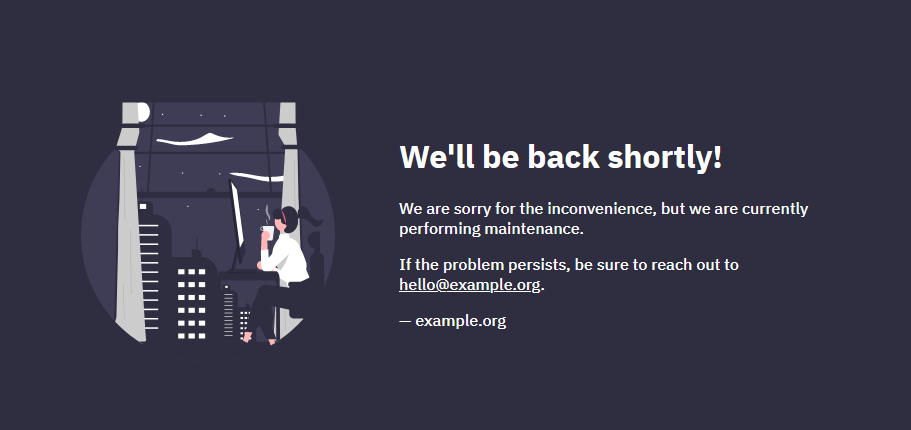 We'll be back shortly!
We are sorry for the inconvenience, but we are currently
performing maintenance.
If the problem persists, be sure to reach out to
hello@example.org.
— example.org